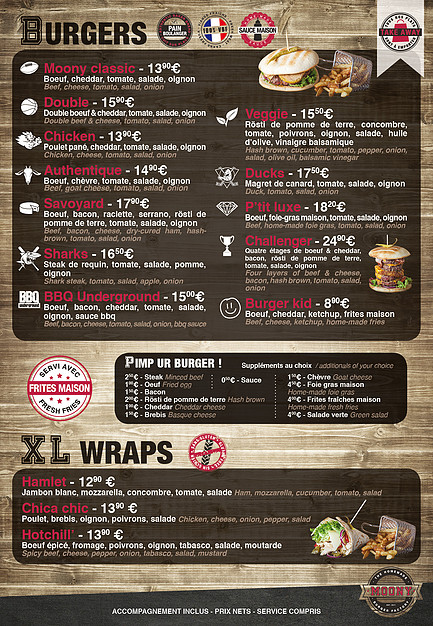 BURGERS
PAIN BOULANGER
100% VBF
SAUCE MAISON
TAKE AWAY
Moony classic - 13⁹⁰€
Boeuf, cheddar, tomate, salade, oignon
Beef, cheese, tomato, salad, onion
Double - 15⁹⁰€
Double boeuf & cheddar, tomate, salade, oignon
Double beef & cheese, tomato, salad, onion
Chicken - 13⁹⁰€
Poulet pané, cheddar, tomate, salade, oignon
Chicken, cheese, tomato, salad, onion
Authentique - 14⁹⁰€
Boeuf, chèvre, tomate, salade, oignon
Beef, goat cheese, tomato, salad, onion
Savoyard - 17⁹⁰€
Boeuf, bacon, raclette, serrano, rösti de
pomme de terre, tomate, salade, oignon
Beef, bacon, cheese, dry-cured ham, hash-
brown, tomato, salad, onion
Sharks - 16⁵⁰€
Steak de requin, tomate, salade, pomme,
oignon
Shark steak, tomato, salad, apple, onion
BBQ
BBQ Underground - 15⁰⁰€
Boeuf, bacon, cheddar, tomate, salade,
oignon, sauce bbq
Beef, bacon, cheese, tomato, salad, onion, bbq sauce
Veggie - 15⁵⁰€
Rösti de pomme de terre, concombre,
tomate, poivrons, oignon, salade, huile
d'olive, vinaigre balsamique
Hash brown, cucumber, tomato, pepper, onion,
salad, olive oil, balsamic vinegar
Ducks - 17⁵⁰€
Magret de canard, tomate, salade, oignon
Duck, tomato, salad, onion
P'tit luxe - 18²⁰€
Boeuf, foie-gras maison, tomate, salade, oignon
Beef, home-made foie gras, tomato, salad, onion
Challenger - 24⁹⁰€
Quatre étages de boeuf & cheddar,
bacon, rösti de pomme de terre,
tomate, salade, oignon
Four layers of beef & cheese,
bacon, hash brown, tomato, salad,
onion
Burger kid - 8⁰⁰€
Boeuf, cheddar, ketchup, frites maison
Beef, cheese, ketchup, home-made fries
SERVI AVEC
FRITES MAISON
FRESH FRIES
PIMP UR BURGER !
Suppléments au choix / additionals of your choice
- Steak Minced beef
- Oeuf Fried egg
- Bacon
- Rösti de pomme de terre Hash brown
- Cheddar Cheddar cheese
- Brebis Basque cheese
- Sauce
- Chèvre Goat cheese
- Foie gras maison
Home-made foie gras
- Frites fraîches maison
Home-made fresh fries
- Salade verte Green salad
XL WRAPS
Hamlet - 12⁹⁰ €
Jambon blanc, mozzarella, concombre, tomate, salade Ham, mozzarella, cucumber, tomato, salad
Chica chic - 13⁹⁰ €
Poulet, brebis, oignon, poivrons, salade Chicken, cheese, onion, pepper, salad
Hotchili' - 13⁹⁰ €
Boeuf épicé, fromage, poivrons, oignon, tabasco, salade, moutarde
Spicy beef, cheese, pepper, onion, tabasco, salad, mustard
MOONY
ACCOMPAGNEMENT INCLUS - PRIX NETS - SERVICE COMPRIS